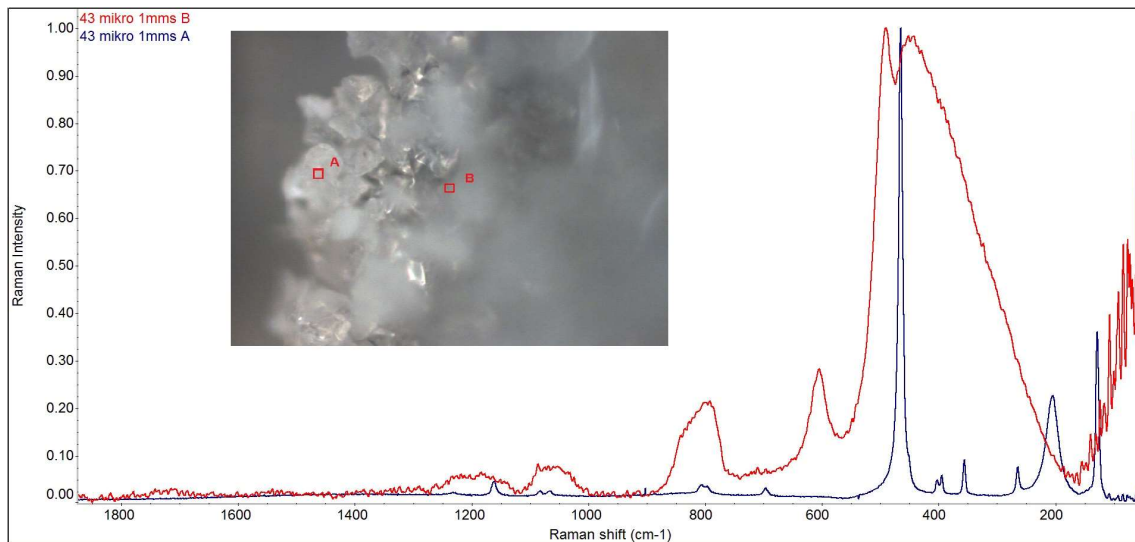 43 mikro 1mms B
43 mikro 1mms A
1.00
0.90
0.80
0.70
0.60
0.50
0.40
0.30
0.20
0.10
0.00
Raman Intensity
A
B
1800 1600 1400 1200 1000 800 600 400 200
Raman shift (cm-1)